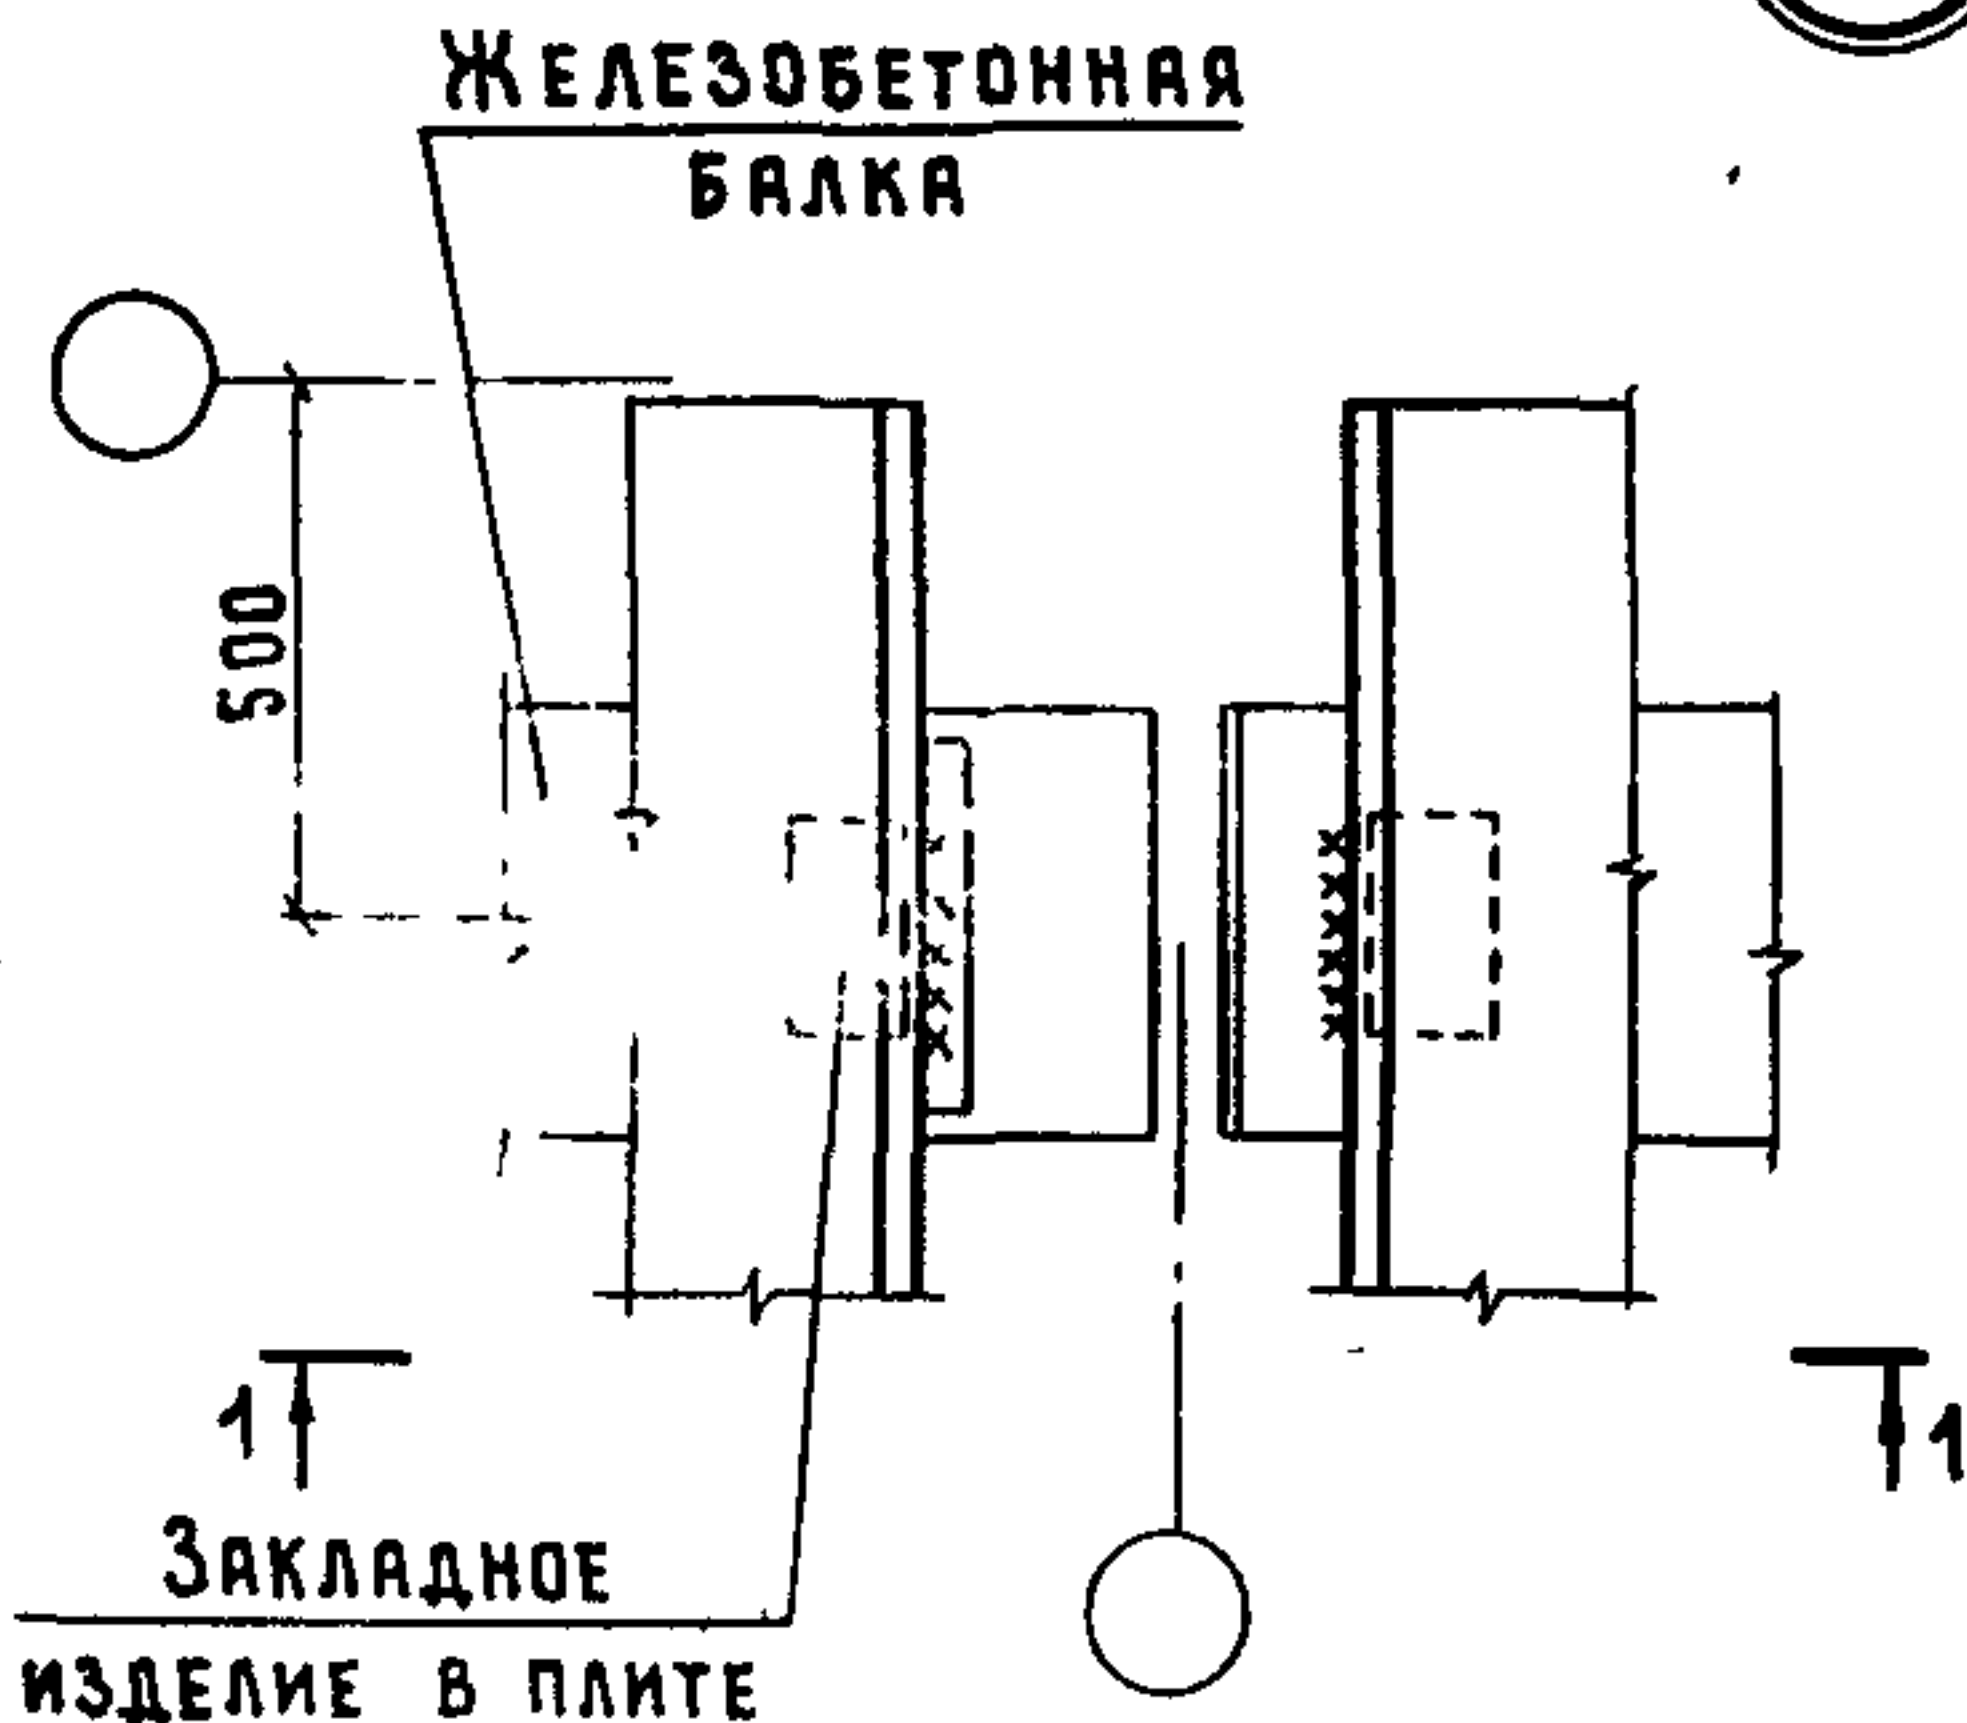 ЖЕЛЕЗОБЕТОННАЯ
БАЛКА
500
1
1
ЗАКЛАДНОЕ
ИЗДЕЛИЕ В ПЛИТЕ